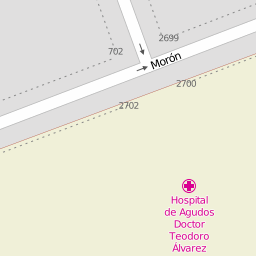 2699
702
Morón
2700
2702
Hospital
de Agudos
Doctor
Teodoro
Álvarez